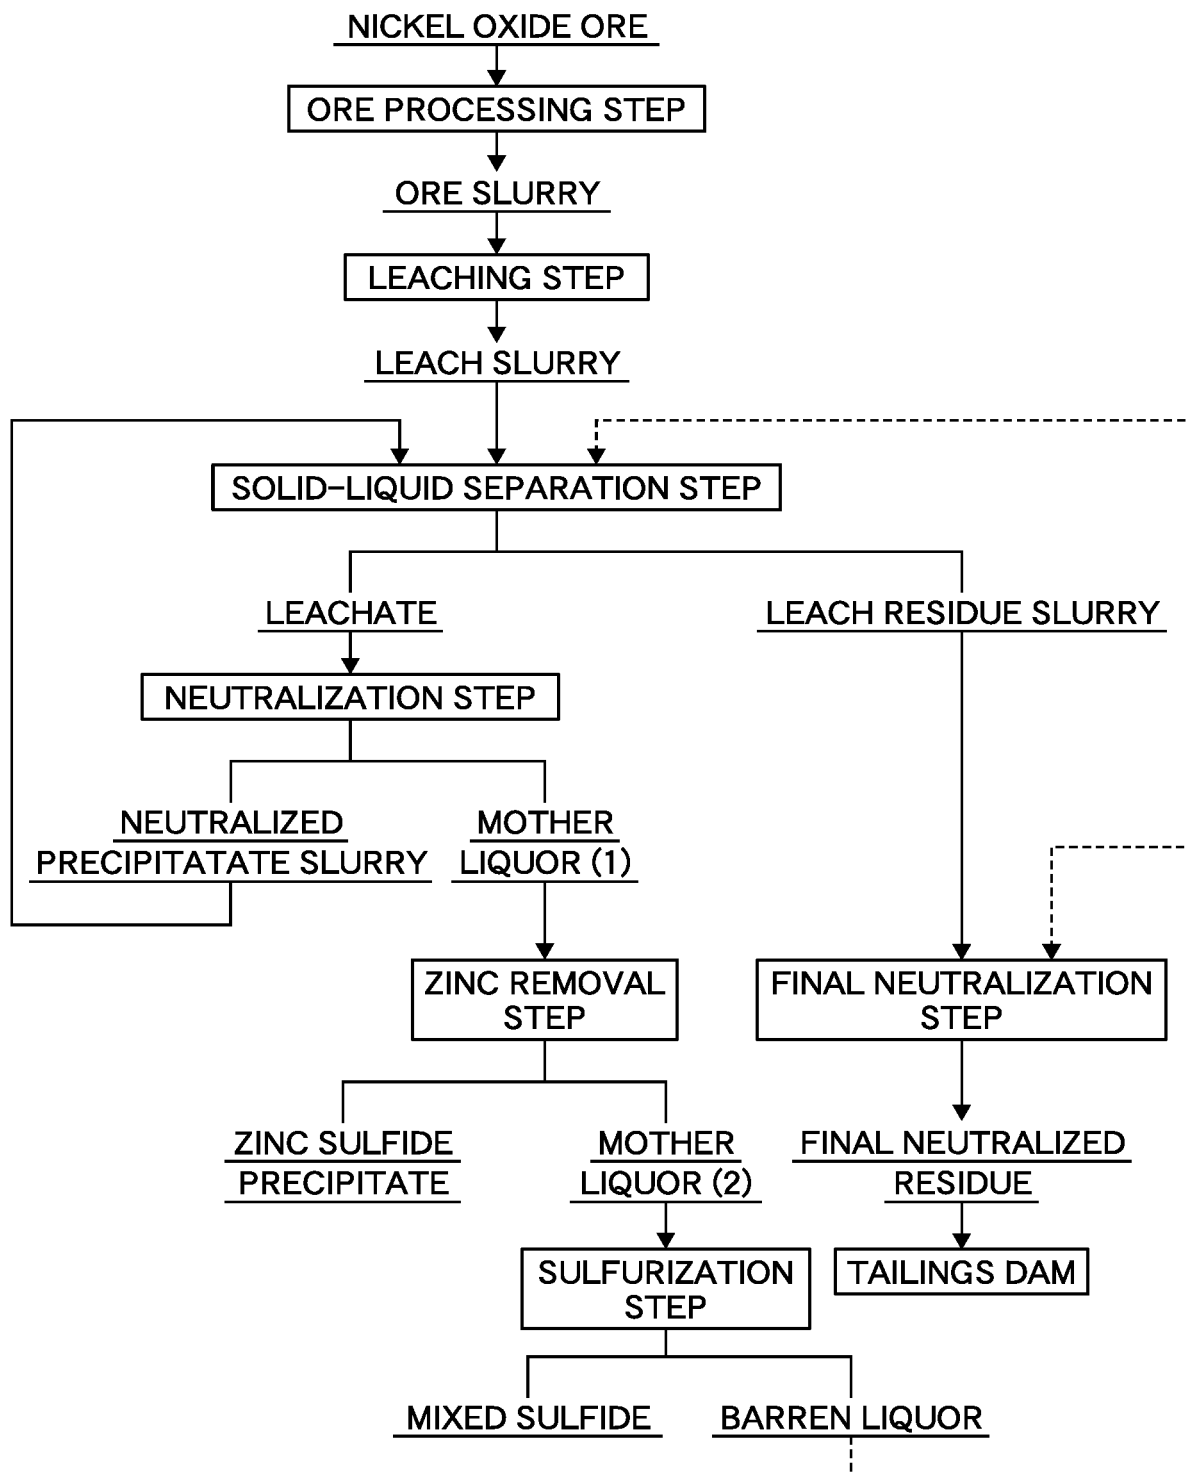 NICKEL OXIDE ORE
ORE PROCESSING STEP
ORE SLURRY
LEACHING STEP
LEACH SLURRY
SOLID-LIQUID SEPARATION STEP
LEACHATE
LEACH RESIDUE SLURRY
NEUTRALIZATION STEP
NEUTRALIZED
PRECIPITATATE SLURRY
MOTHER
LIQUOR (1)
ZINC REMOVAL
STEP
FINAL NEUTRALIZATION
STEP
ZINC SULFIDE
PRECIPITATE
MOTHER
LIQUOR (2)
FINAL NEUTRALIZED
RESIDUE
SULFURIZATION
STEP
TAILINGS DAM
MIXED SULFIDE
BARREN LIQUOR